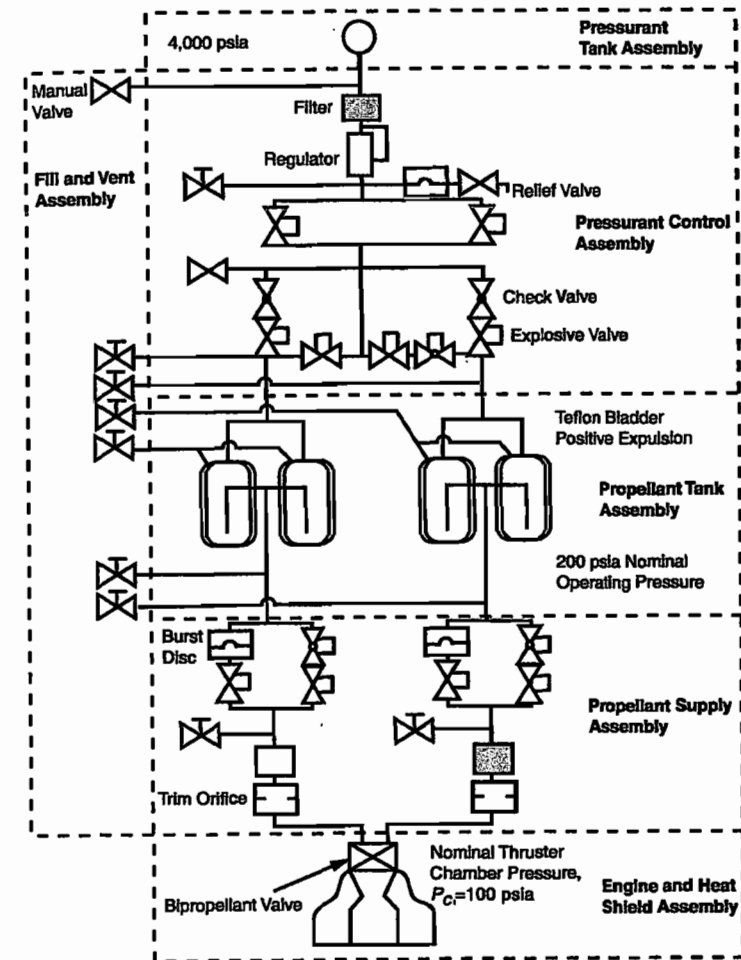 4,000 psia
Pressurant
Tank Assembly
Manual
Valve
Filter
Regulator
Fill and Vent
Assembly
Relief Valve
Pressurant Control
Assembly
Check Valve
Explosive Valve
Teflon Bladder
Positive Expulsion
Propellant Tank
Assembly
200 psia Nominal
Operating Pressure
Burst
Disc
Propellant Supply
Assembly
Trim Orifice
Nominal Thruster
Chamber Pressure,
PC,=100 psia
Bipropellant Valve
Engine and Heat
Shield Assembly